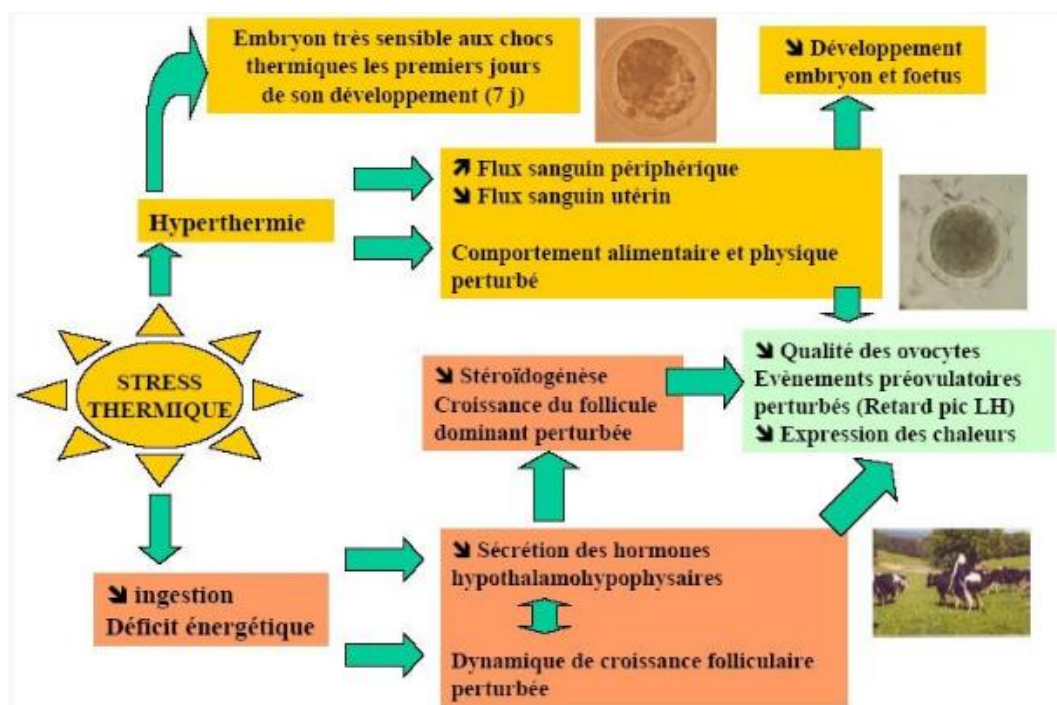 Embryon très sensible aux chocs
thermiques les premiers jours
de son développement (7 j)
↘ Développement
embryon et foetus
↗ Flux sanguin périphérique
↘ Flux sanguin utérin
Hyperthermie
Comportement alimentaire et physique
perturbé
STRESS
THERMIQUE
↘ Stéroïdogénèse
Croissance du follicule
dominant perturbée
↘ Qualité des ovocytes
Evènements préovulatoires
perturbés (Retard pic LH)
↘ Expression des chaleurs
↘ ingestion
Déficit énergétique
↘ Sécrétion des hormones
hypothalamohypophysaires
Dynamique de croissance folliculaire
perturbée